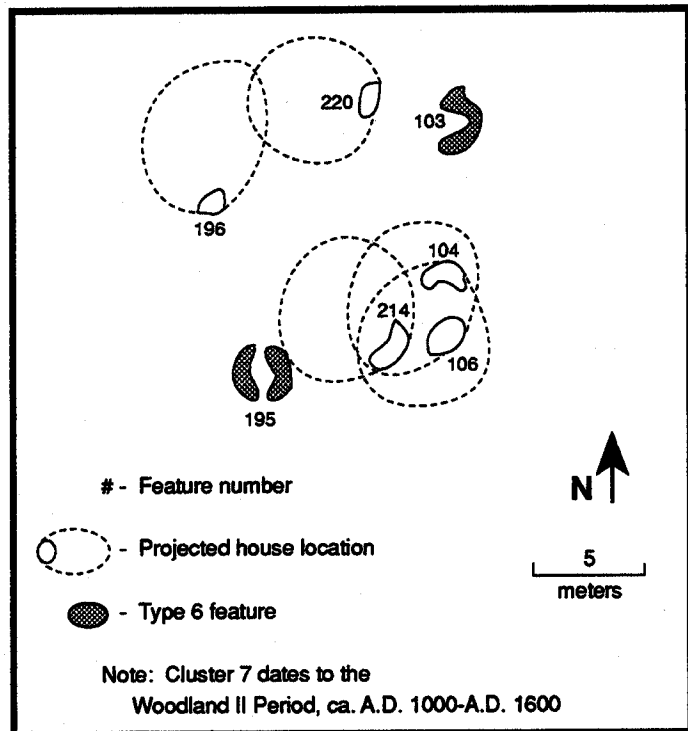 220
103
196
104
214
106
195
# - Feature number
N
- Projected house location
5
meters
- Type 6 feature
Note: Cluster 7 dates to the
Woodland II Period, ca. A.D. 1000-A.D. 1600